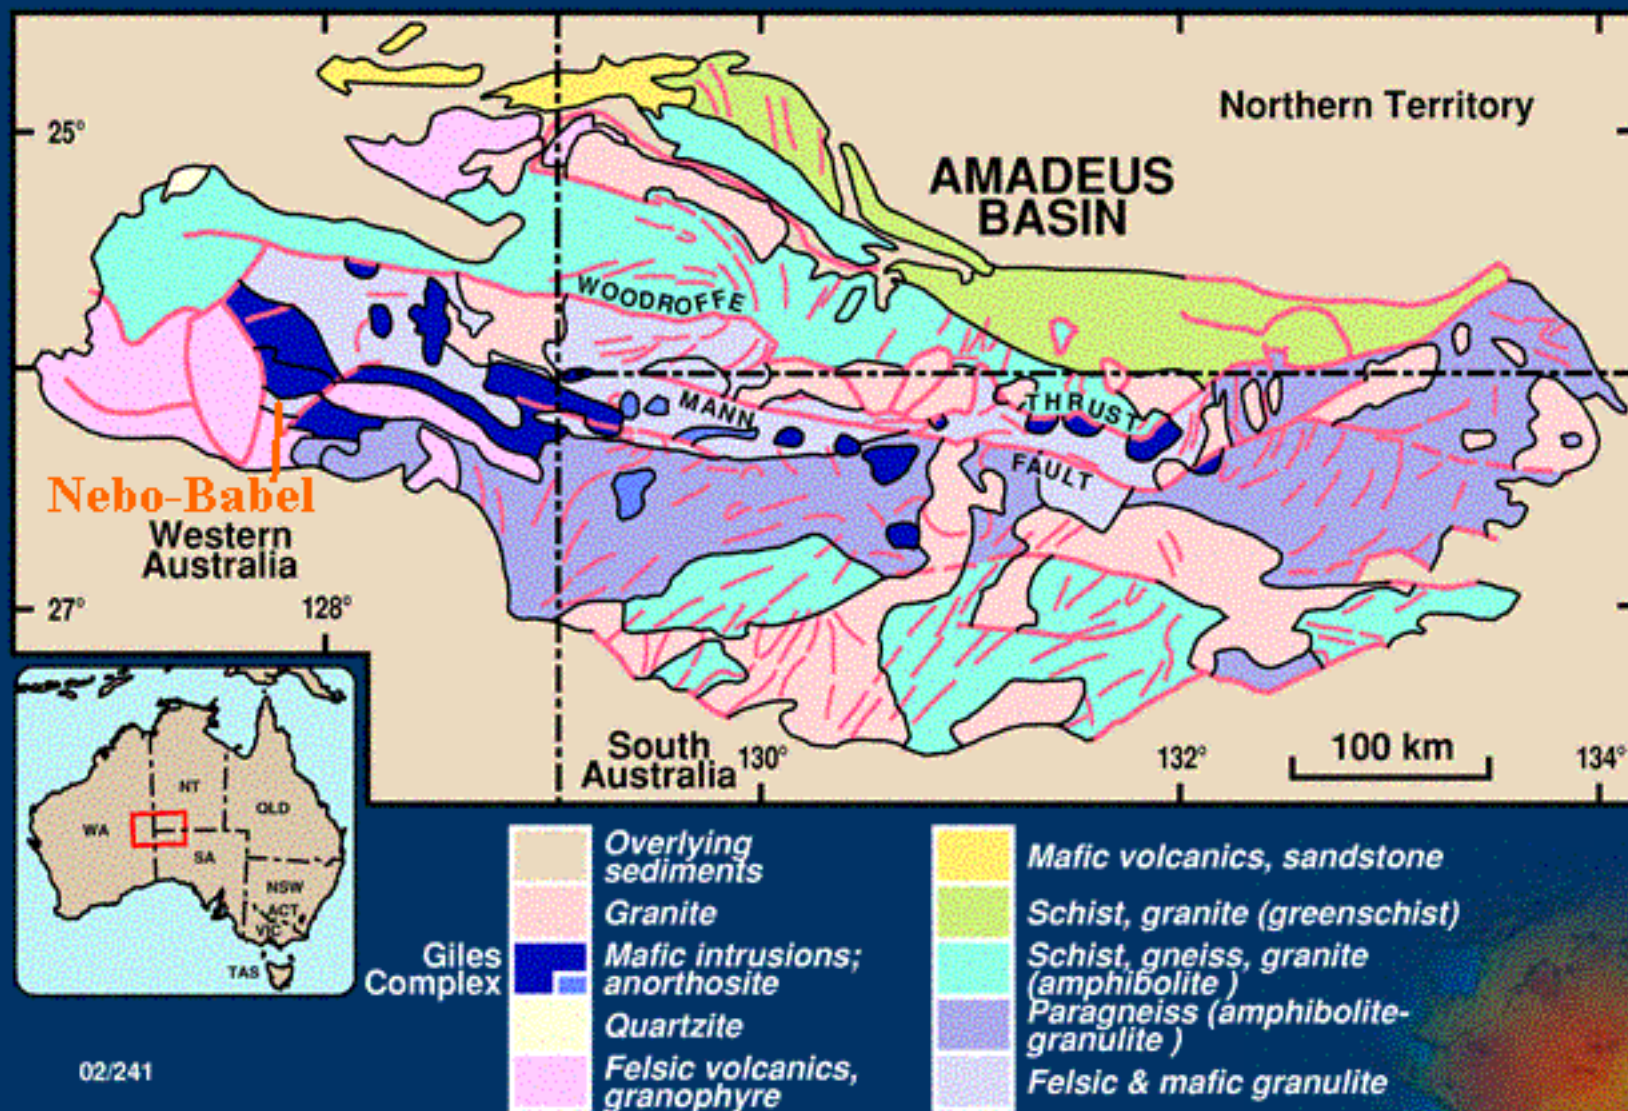 25°
Northern Territory
AMADEUS
BASIN
WOODROFFE
MANN
THRUST
FAULT
Nebo-Babel
Western
Australia
27°
128°
South
Australia
130°
132°
100 km
134°
NT
QLD
WA
SA
NSW
ACT
VIC
TAS
Overlying
sediments
Granite
Giles
Complex
Mafic intrusions;
anorthosite
Quartzite
Felsic volcanics,
granophyre
Mafic volcanics, sandstone
Schist, granite (greenschist)
Schist, gneiss, granite
(amphibolite )
Paragneiss (amphibolite-
granulite )
Felsic & mafic granulite
02/241